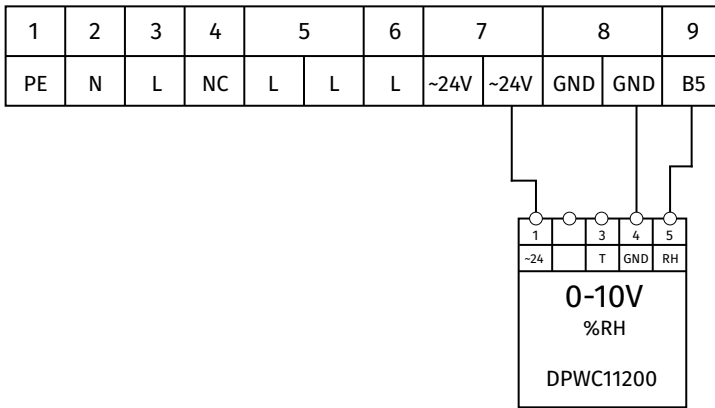 1 2 3 4 5 6 7 8 9
PE N L NC L L L ~24V ~24V GND GND B5
1 3 4 5
~24 T GND RH
0-10V
%RH
DPWC11200